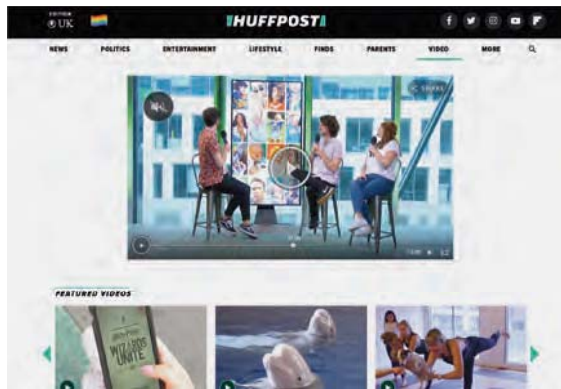 EDITION
UK
HUFFPOST
NEWS POLITICS ENTERTAINMENT LIFESTYLE FINDS PARENTS VIDEO MORE
SHARE
FEATURED VIDEOS
WIZARDS
UNITE